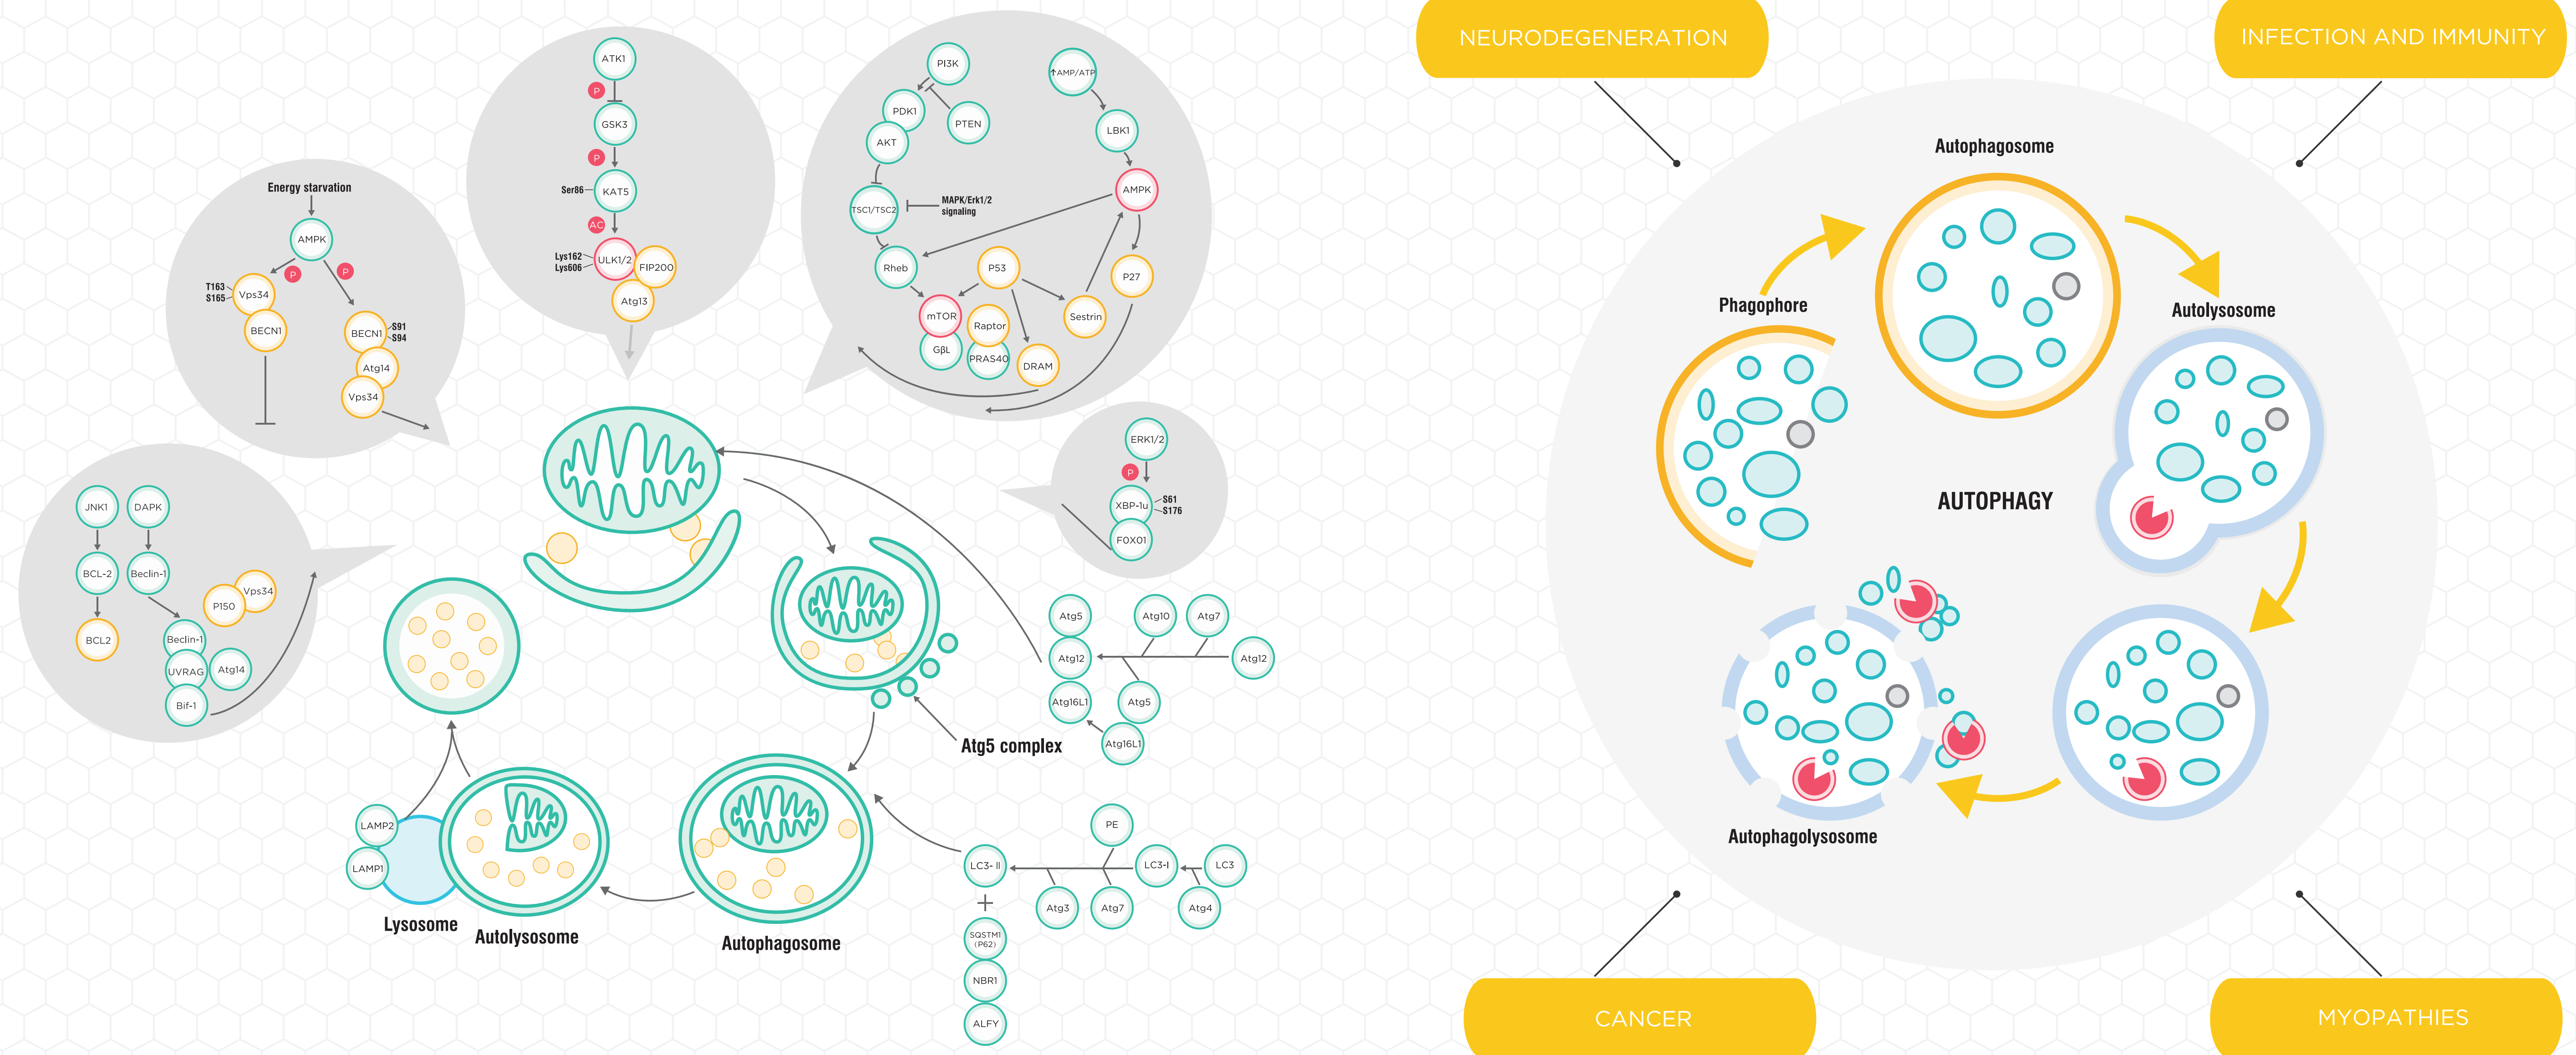 Energy starvation
AMPK
P
P
T163
S165
Vps34
BECN1
BECN1
S91
S94
Atg14
Vps34
ATK1
P
GSK3
P
Ser86
KAT5
AC
Lys162
Lys606
ULK1/2
FIP200
Atg13
PI3K
PDK1
PTEN
AKT
TSC1/TSC2
MAPK/Erk1/2
signaling
Rheb
↑AMP/ATP
LBK1
AMPK
P53
P27
mTOR
Raptor
Sestrin
GβL
PRAS40
DRAM
ERK1/2
P
XBP-1u
S61
S176
FOXO1
JNK1
DAPK
BCL-2
Beclin-1
BCL2
P150
Vps34
Beclin-1
UVRAG
Atg14
Bif-1
Atg5
Atg10
Atg7
Atg12
Atg12
Atg16L1
Atg5
Atg16L1
Atg5 complex
LAMP2
LAMP1
Lysosome
Autolysosome
Autophagosome
PE
LC3- II
LC3-I
LC3
Atg3
Atg7
Atg4
+
SQSTM1
(P62)
NBR1
ALFY
NEURODEGENERATION
INFECTION AND IMMUNITY
Autophagosome
Phagophore
Autolysosome
AUTOPHAGY
Autophagolysosome
CANCER
MYOPATHIES